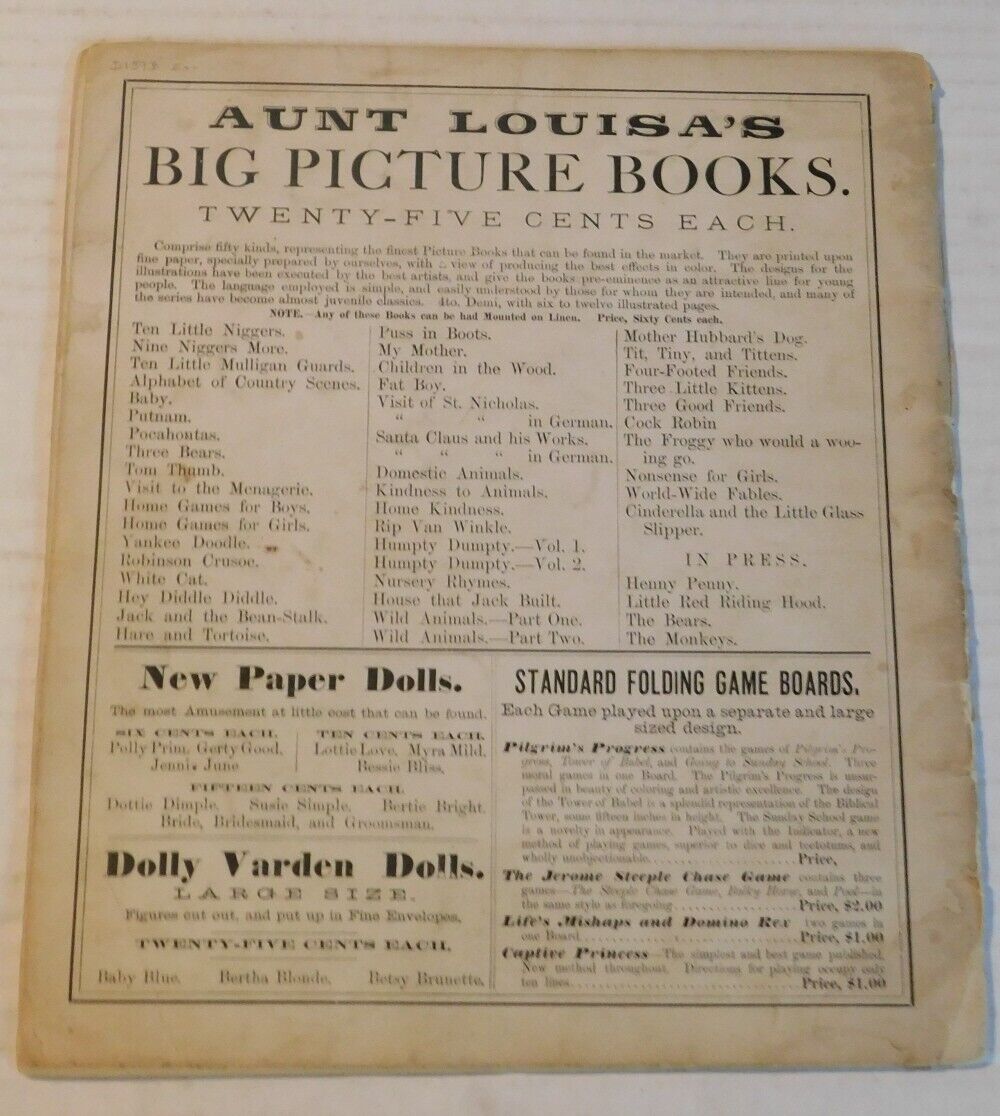 AUNT LOUISA'S
BIG PICTURE BOOKS.
TWENTY-FIVE CENTS EACH.
Comprise fifty kinds, representing the finest Picture Books that can be found in the market. They are printed upon
fine paper, specially prepared by ourselves, with a view of producing the best effects in color. The designs for the
illustrations have been executed by the best artists, and give the books pre-eminence as an attractive line for young
people. The language employed is simple, and easily understood by those for whom they are intended, and many of
the series have become almost juvenile classics. 4to. Demi, with six to twelve illustrated pages.
NOTE.—Any of these Books can be had Mounted on Linen. Price, Sixty Cents each.
Ten Little Niggers.
Nine Niggers More.
Ten Little Mulligan Guards.
Alphabet of Country Scenes.
Baby.
Putnam.
Pocahontas.
Three Bears.
Tom Thumb.
Visit to the Menagerie.
Home Games for Boys.
Home Games for Girls.
Yankee Doodle.
Robinson Crusoe.
White Cat.
Hey Diddle Diddle.
Jack and the Bean-Stalk.
Hare and Tortoise.
Puss in Boots.
My Mother.
Children in the Wood.
Fat Boy.
Visit of St. Nicholas.
" " in German.
Santa Claus and his Works.
" " " in German.
Domestic Animals.
Kindness to Animals.
Home Kindness.
Rip Van Winkle.
Humpty Dumpty.—Vol. 1.
Humpty Dumpty.—Vol. 2.
Nursery Rhymes.
House that Jack Built.
Wild Animals.—Part One.
Wild Animals.—Part Two.
Mother Hubbard's Dog.
Tit, Tiny, and Tittens.
Four-Footed Friends.
Three Little Kittens.
Three Good Friends.
Cock Robin
The Froggy who would a woo-
ing go.
Nonsense for Girls.
World-Wide Fables.
Cinderella and the Little Glass
Slipper.
IN PRESS.
Henny Penny.
Little Red Riding Hood.
The Bears.
The Monkeys.
New Paper Dolls.
The most Amusement at little cost that can be found.
SIX CENTS EACH.
Polly Prim, Gerty Good,
Jennie June
TEN CENTS EACH.
Lottie Love, Myra Mild,
Bessie Bliss.
FIFTEEN CENTS EACH.
Dottie Dimple, Susie Simple, Bertie Bright.
Bride, Bridesmaid, and Groomsman.
Dolly Varden Dolls.
LARGE SIZE.
Figures cut out, and put up in Fine Envelopes.
TWENTY-FIVE CENTS EACH.
Baby Blue. Bertha Blonde. Betsy Brunette.
STANDARD FOLDING GAME BOARDS.
Each Game played upon a separate and large
sized design.
Pilgrim's Progress contains the games of Pilgrim's Pro-
gress, Tower of Babel, and Going to Sunday School. Three
moral games in one Board. The Pilgrim's Progress is unsur-
passed in beauty of coloring and artistic excellence. The design
of the Tower of Babel is a splendid representation of the Biblical
Tower, some fifteen inches in height. The Sunday School game
is a novelty in appearance. Played with the Indicator, a new
method of playing games, superior to dice and teetotums, and
wholly unobjectionable. Price,
The Jerome Steeple Chase Game contains three
games—The Steeple Chase Game, Balky Horse, and Pool—in
the same style as foregoing. Price, $2.00
Life's Mishaps and Domino Rex two games in
one Board. Price, $1.00
Captive Princess—The simplest and best game published.
New method throughout. Directions for playing occupy only
ten lines. Price, $1.00